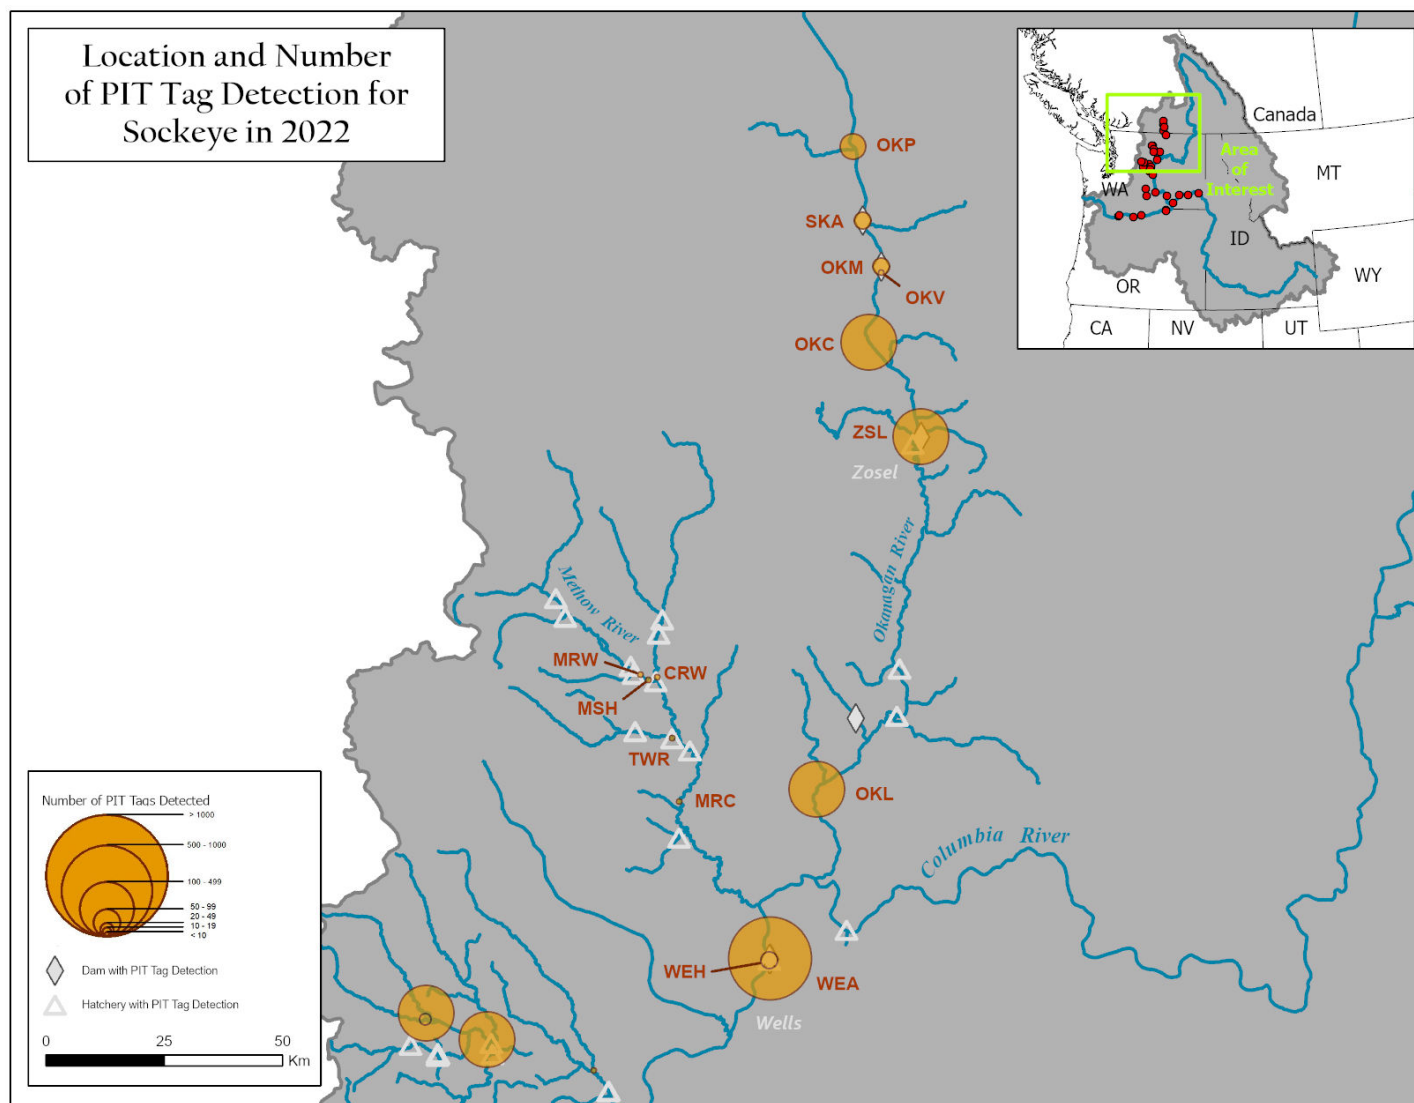 Location and Number
of PIT Tag Detection for
Sockeye in 2022
Canada
Area
of
Interest
MT
WA
ID
WY
OR
CA
NV
UT
OKP
SKA
OKM
OKV
OKC
ZSL
Zosel
Okanagan River
Methow River
MRW
CRW
MSH
TWR
MRC
OKL
Columbia River
WEH
WEA
Wells
Number of PIT Tags Detected
> 1000
500 - 1000
100 - 499
50 - 99
20 - 49
10 - 19
< 10
Dam with PIT Tag Detection
Hatchery with PIT Tag Detection
0 25 50
Km